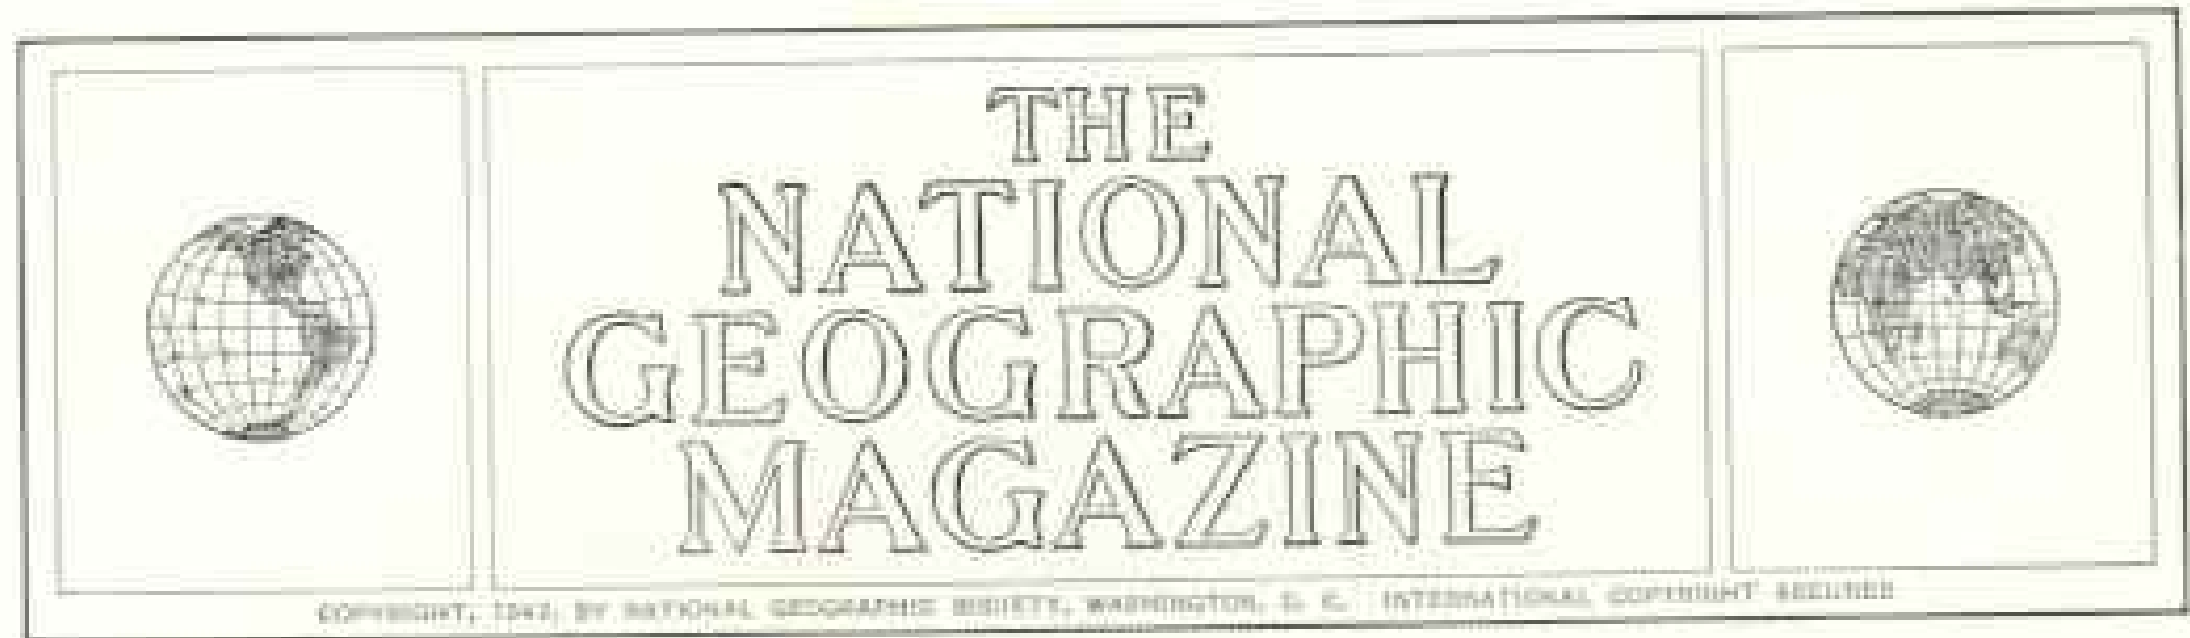 THE
NATIONAL
GEOGRAPHIC
MAGAZINE
COPYRIGHT, BY NATIONAL GEOGRAPHIC SOCIETY, WASHINGTON, D. C. INTERNATIONAL COPYRIGHT SECURED